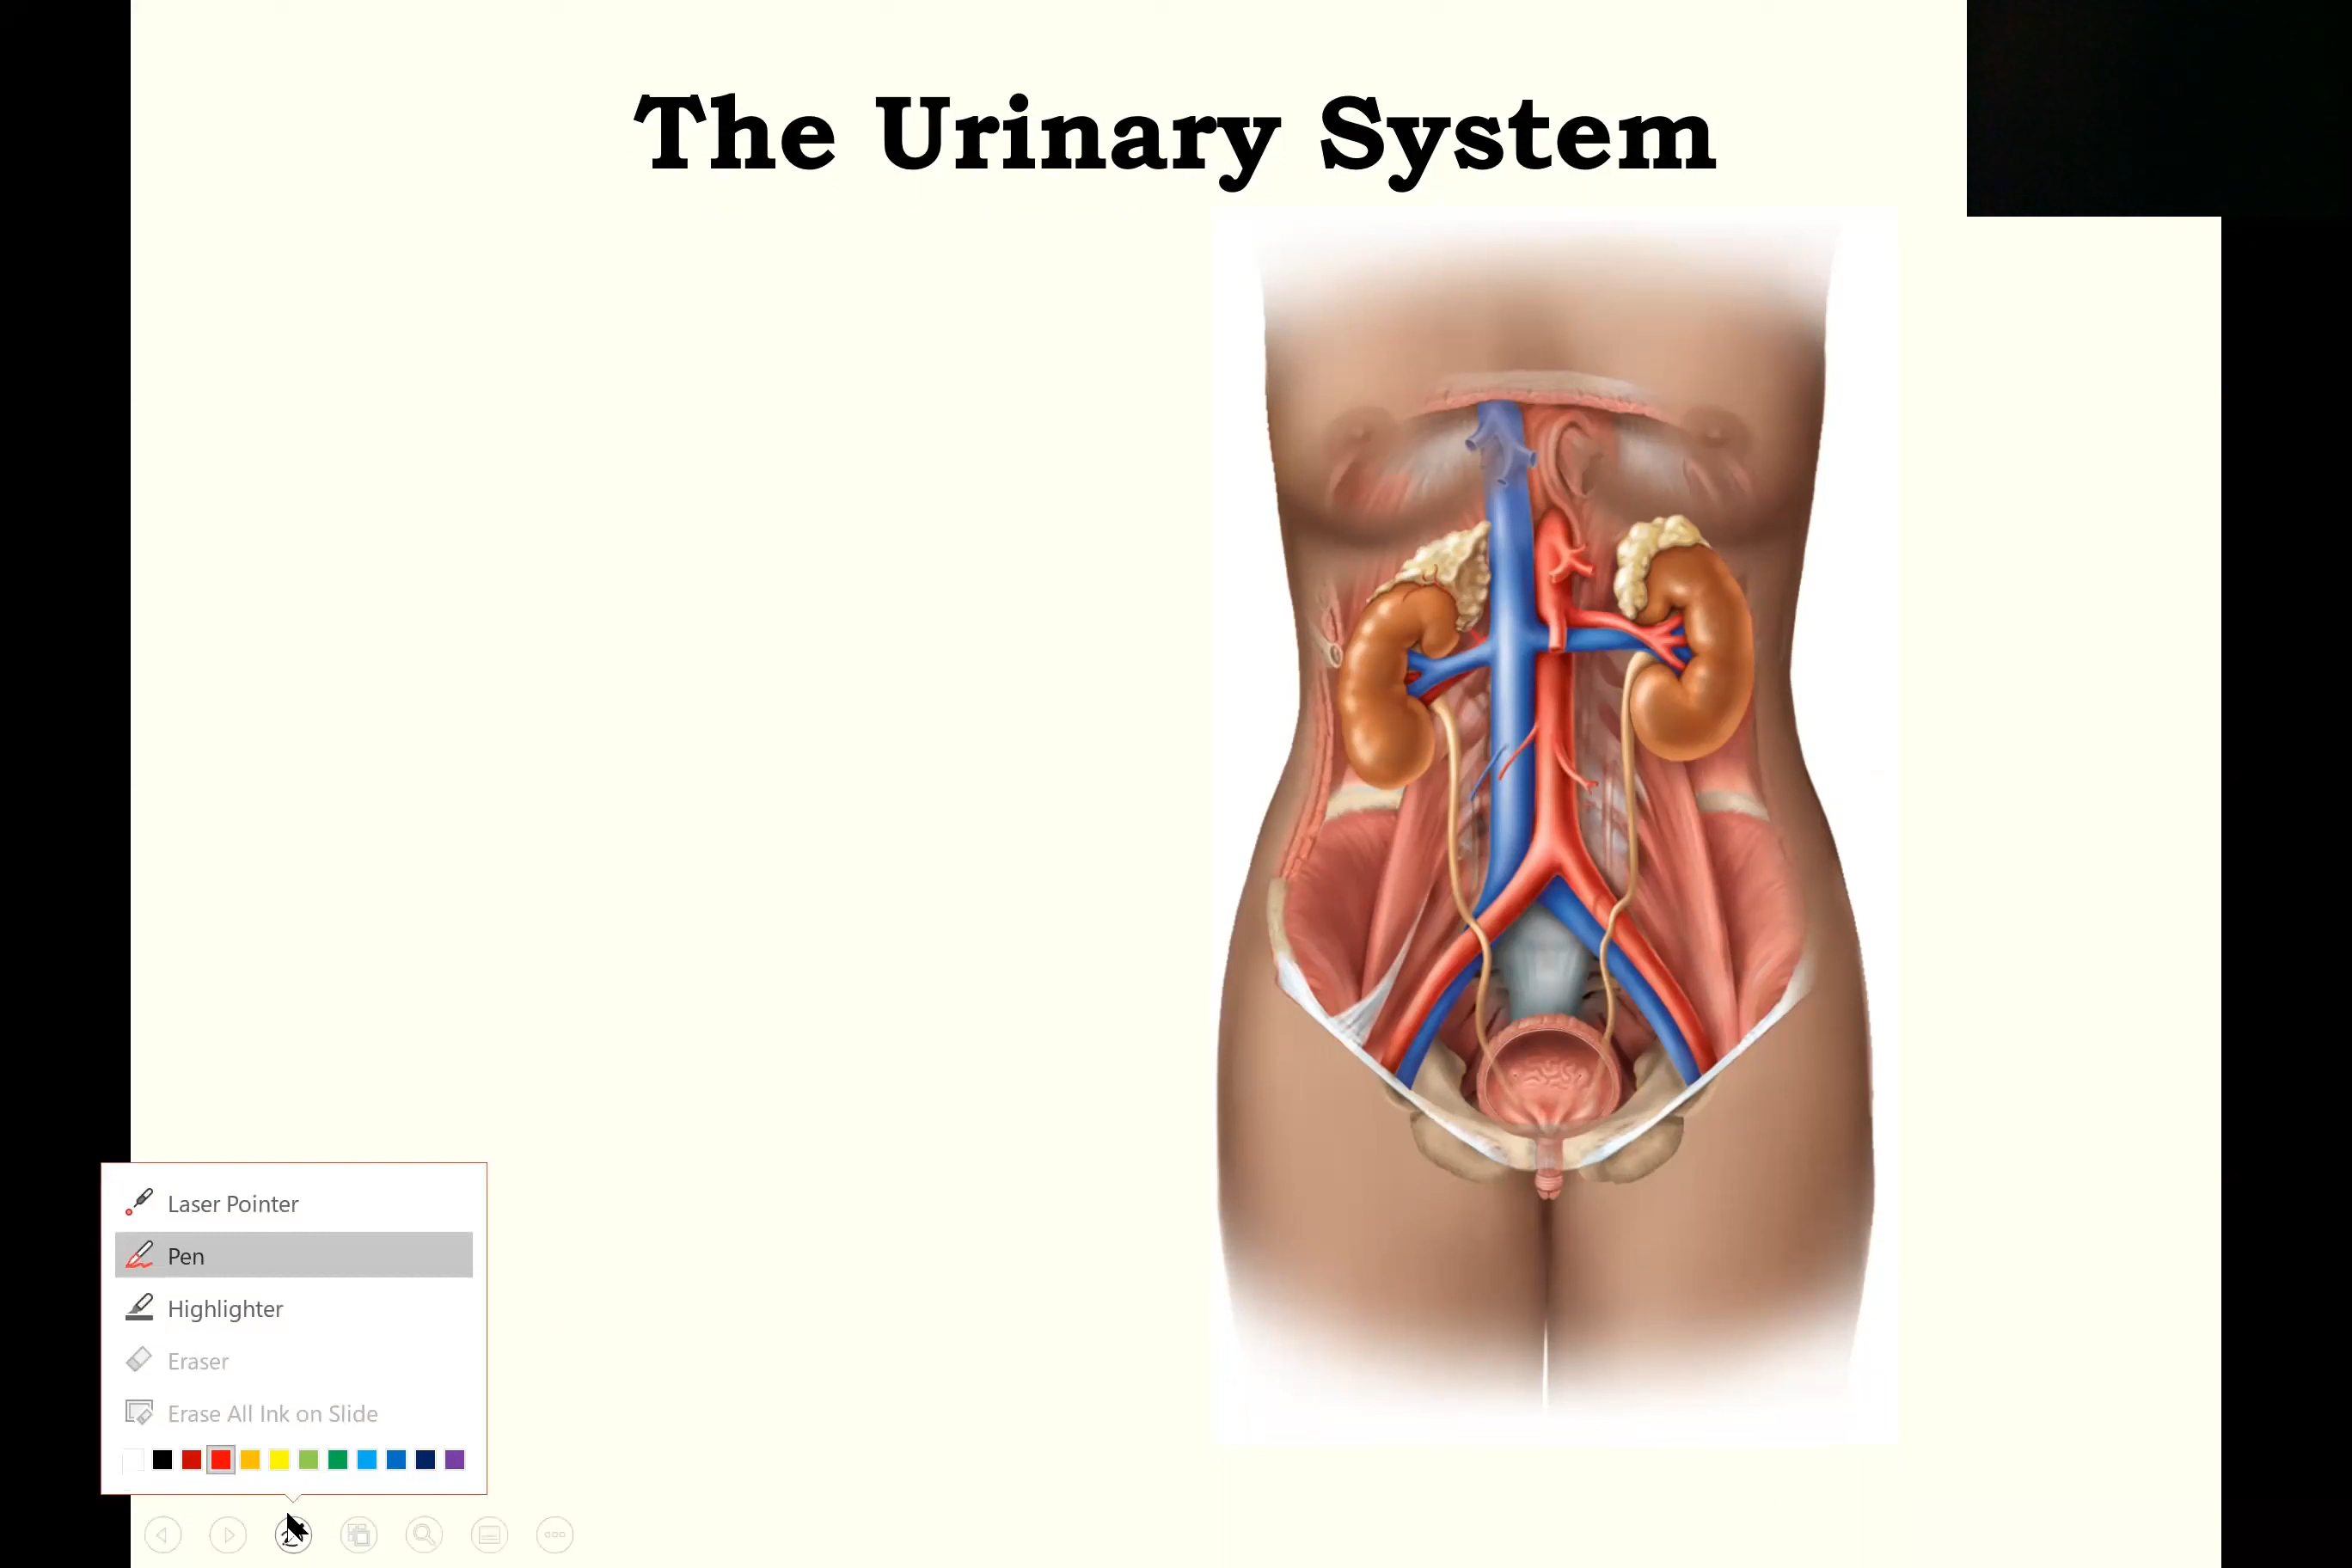 The Urinary System
Laser Pointer
Pen
Highlighter
Eraser
Erase All Ink on Slide